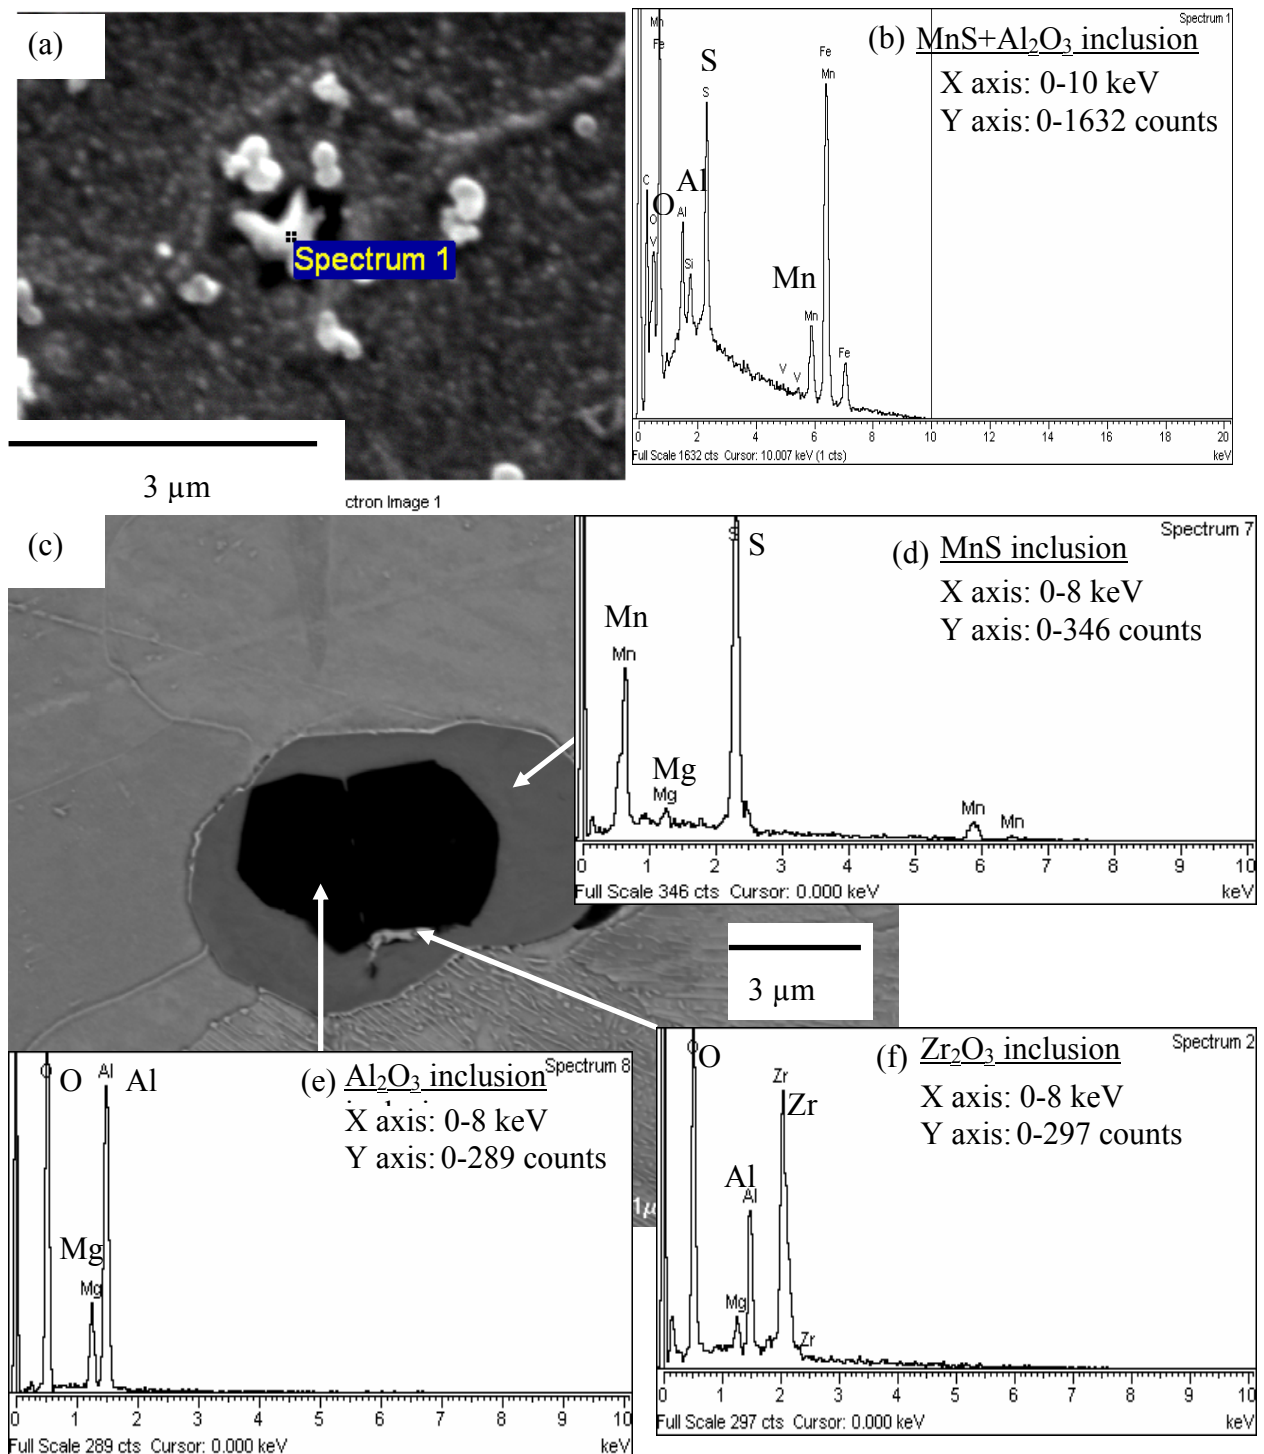 (a)
Spectrum 1
3 µm
ctron Image 1
Spectrum 1
(b) MnS+Al₂O₃ inclusion
X axis: 0-10 keV
Y axis: 0-1632 counts
Mn
Fe
S
S
Fe
Mn
C
O
O
V
Al
Al
Si
Mn
Mn
V
V
Fe
0 2 4 6 8 10 12 14 16 18 20
Full Scale 1632 cts Cursor: 10.007 keV (1 cts)
keV
(c)
Spectrum 7
(d) MnS inclusion
X axis: 0-8 keV
Y axis: 0-346 counts
S
S
Mn
Mn
Mg
Mg
Mn
Mn
0 1 2 3 4 5 6 7 8 9 10
Full Scale 346 cts Cursor: 0.000 keV
keV
3 µm
Spectrum 8
(e) Al₂O₃ inclusion
X axis: 0-8 keV
Y axis: 0-289 counts
O
O
Al
Al
Mg
Mg
0 1 2 3 4 5 6 7 8 9 10
Full Scale 289 cts Cursor: 0.000 keV
keV
1µ
Spectrum 2
(f) Zr₂O₃ inclusion
X axis: 0-8 keV
Y axis: 0-297 counts
O
O
Zr
Zr
Al
Al
Mg
Zr
0 1 2 3 4 5 6 7 8 9 10
Full Scale 297 cts Cursor: 0.000 keV
keV